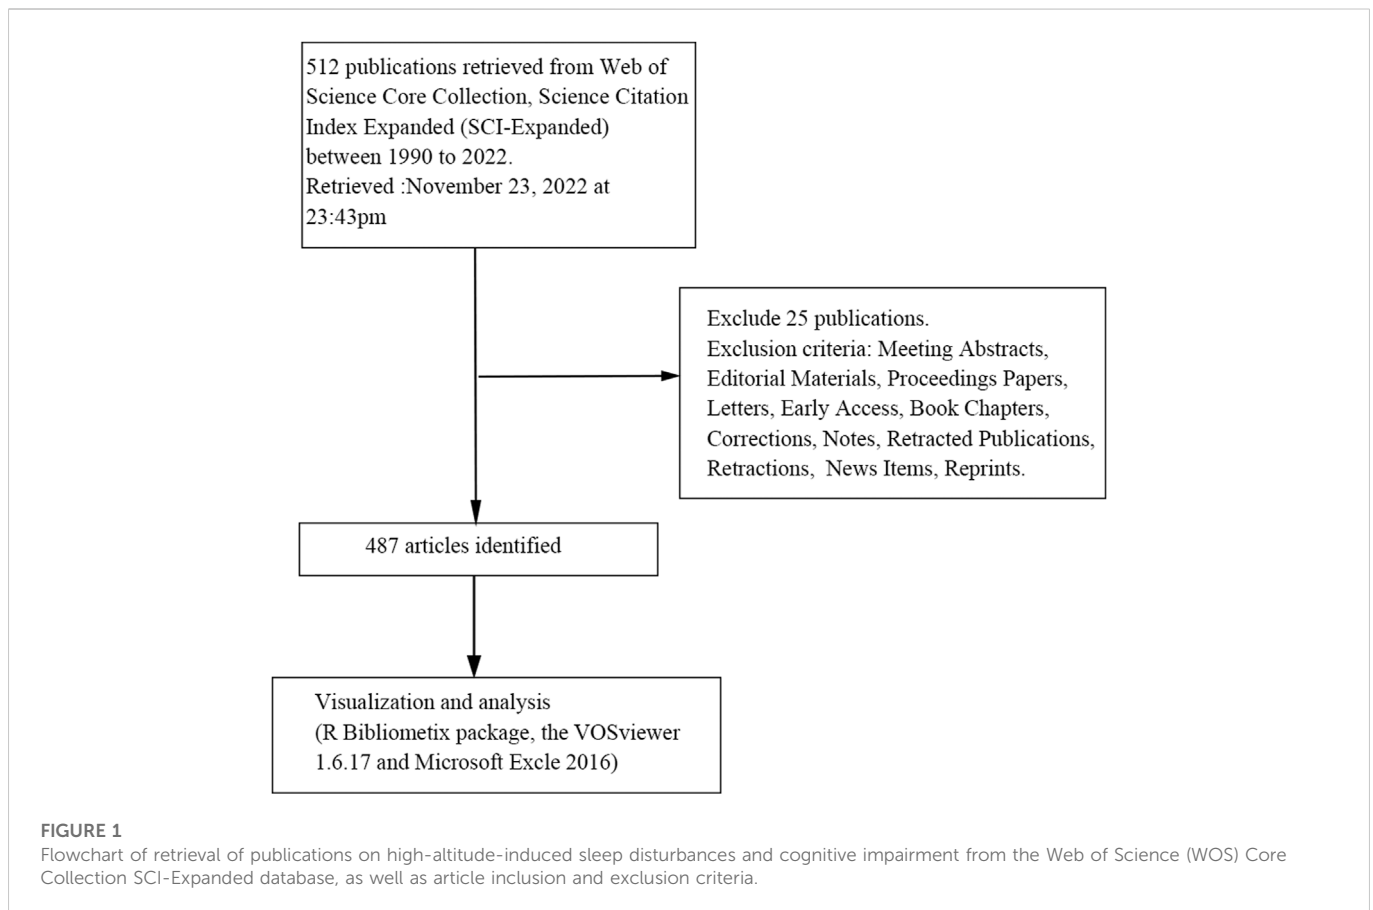 512 publications retrieved from Web of
Science Core Collection, Science Citation
Index Expanded (SCI-Expanded)
between 1990 to 2022.
Retrieved :November 23, 2022 at
23:43pm
Exclude 25 publications.
Exclusion criteria: Meeting Abstracts,
Editorial Materials, Proceedings Papers,
Letters, Early Access, Book Chapters,
Corrections, Notes, Retracted Publications,
Retractions,  News Items, Reprints.
487 articles identified
Visualization and analysis
(R Bibliometix package, the VOSviewer
1.6.17 and Microsoft Excle 2016)
FIGURE 1
Flowchart of retrieval of publications on high-altitude-induced sleep disturbances and cognitive impairment from the Web of Science (WOS) Core
Collection SCI-Expanded database, as well as article inclusion and exclusion criteria.